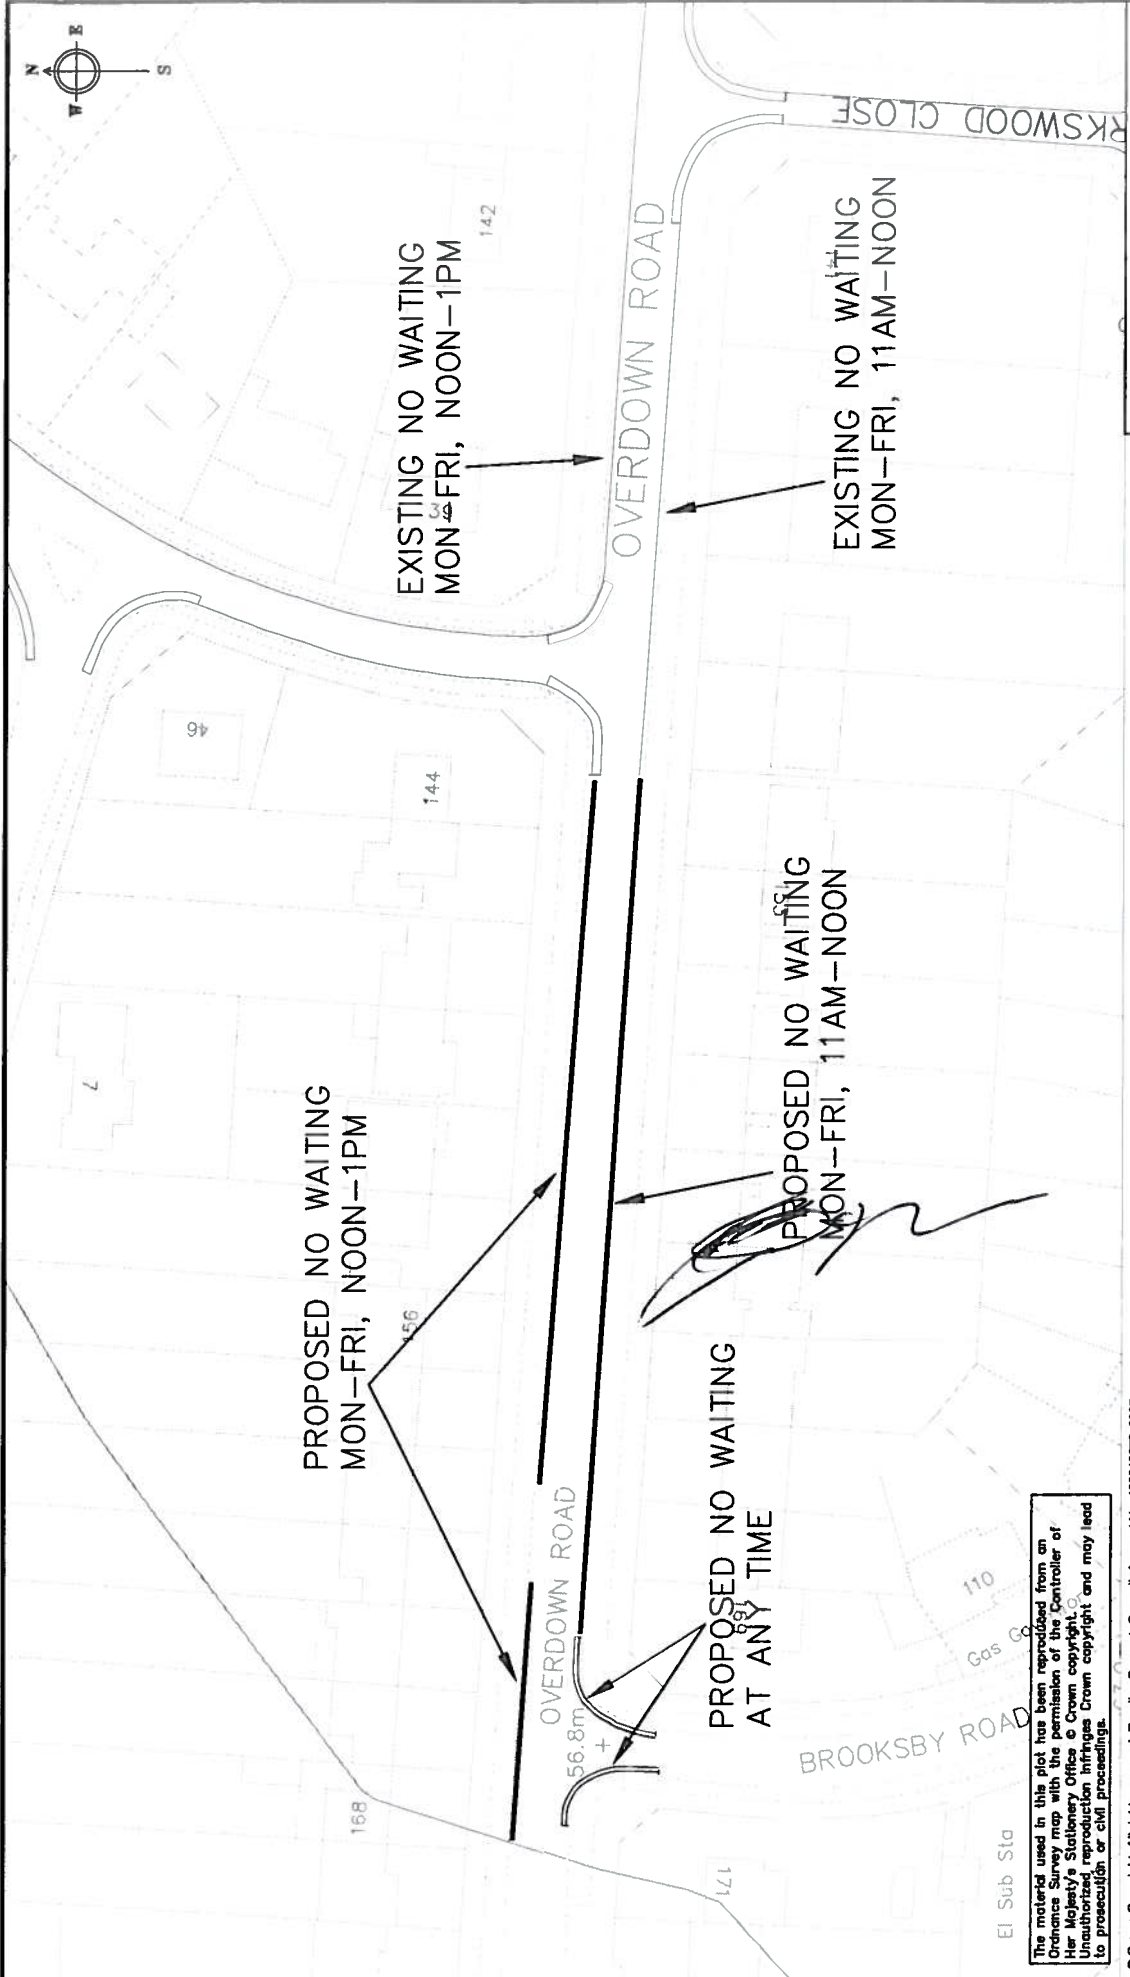 N
W
E
S
EXISTING NO WAITING
MON-FRI, NOON-1PM
142
OVERDOWN ROAD
RKSWOOD CLOSE
EXISTING NO WAITING
MON-FRI, 11AM-NOON
46
144
7
PROPOSED NO WAITING
MON-FRI, NOON-1PM
156
PROPOSED NO WAITING
MON-FRI, 11AM-NOON
OVERDOWN ROAD
PROPOSED NO WAITING
AT ANY TIME
169
56.8m
168
171
BROOKSBY ROAD
110
Gas Go
El Sub Sta
The material used in this plot has been reproduced from an
Ordnance Survey map with the permission of the Controller of
Her Majesty's Stationery Office © Crown copyright.
Unauthorized reproduction infringes Crown copyright and may lead
to prosecution or civil proceedings.